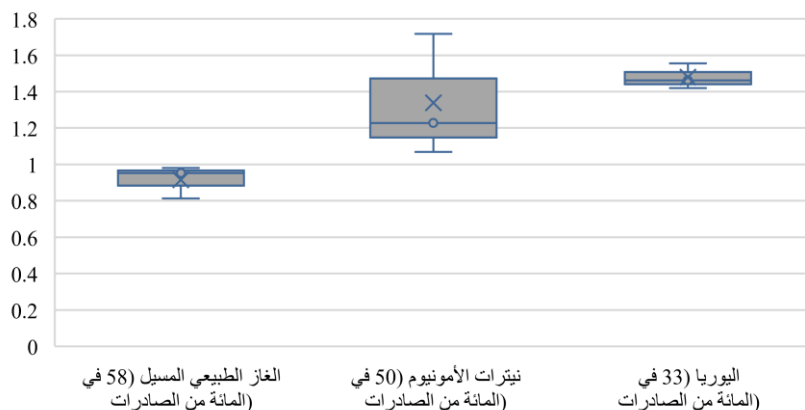 1.8
1.6
1.4
1.2
1
0.8
0.6
0.4
0.2
0
اليوريا (33 في
المائة من الصادرات)
نيترات الأمونيوم (50 في
المائة من الصادرات)
الغاز الطبيعي المسيل (58 في
المائة من الصادرات)